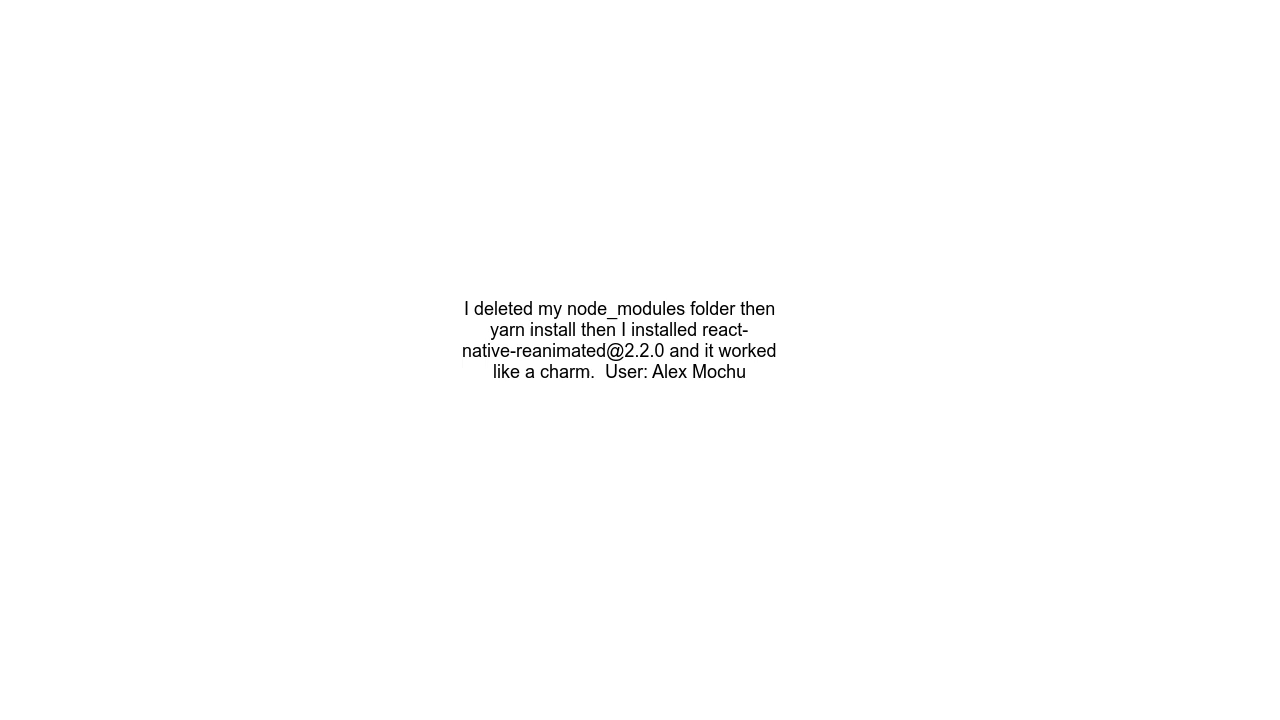 I deleted my node_modules folder then
yarn install then I installed react-
native-reanimated@2.2.0 and it worked
like a charm.  User: Alex Mochu